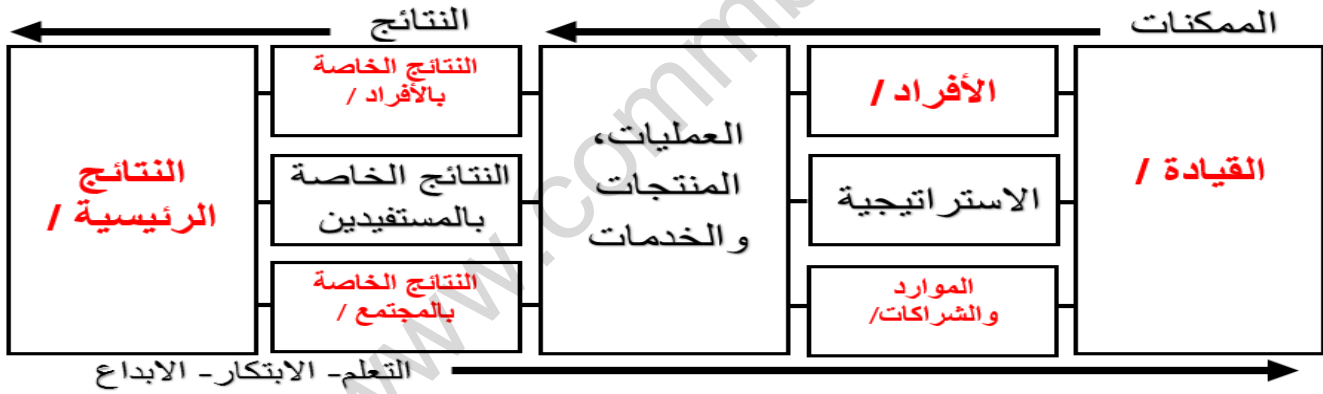 الممكنات
النتائج
القيادة /
الأفراد /
الاستراتيجية
الموارد
والشراكات/
العمليات،
المنتجات
والخدمات
النتائج الخاصة
بالأفراد /
النتائج الخاصة
بالمستفيدين
النتائج الخاصة
بالمجتمع /
النتائج
الرئيسية /
التعلم- الابتكار- الابداع